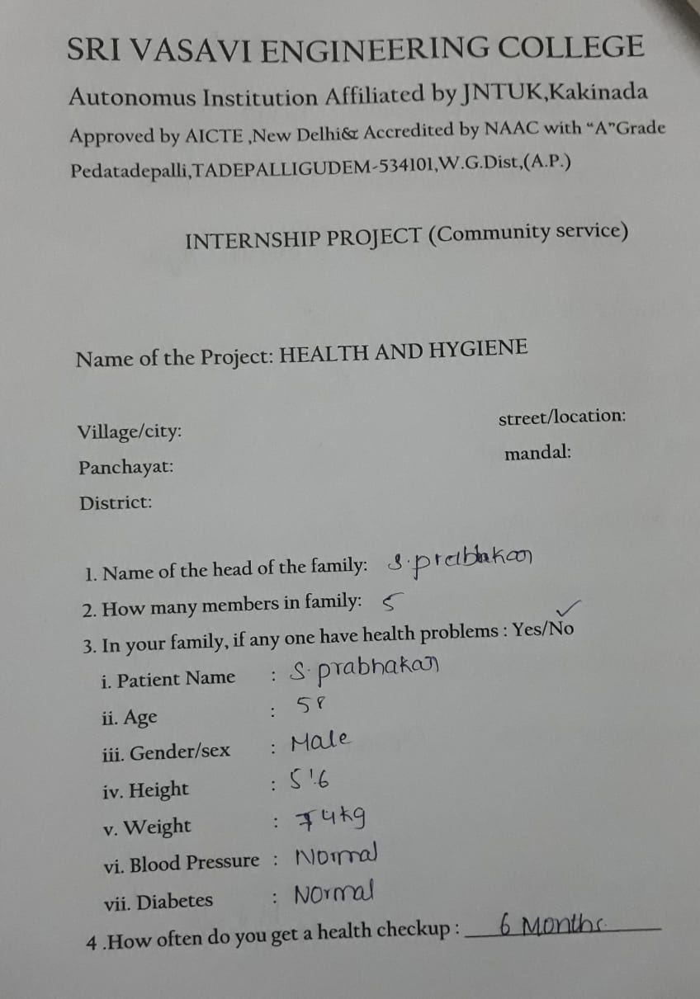 SRI VASAVI ENGINEERING COLLEGE
Autonomus Institution Affiliated by JNTUK,Kakinada
Approved by AICTE ,New Delhi& Accredited by NAAC with “A”Grade
Pedatadepalli,TADEPALLIGUDEM-534101,W.G.Dist,(A.P.)
INTERNSHIP PROJECT (Community service)
Name of the Project: HEALTH AND HYGIENE
Village/city: street/location:
Panchayat: mandal:
District:
1. Name of the head of the family: S.prabhakar
2. How many members in family: 5
3. In your family, if any one have health problems : Yes/No ✓
i. Patient Name : S.prabhakar
ii. Age : 58
iii. Gender/sex : Male
iv. Height : 5'.6
v. Weight : 74kg
vi. Blood Pressure : Normal
vii. Diabetes : Normal
4 .How often do you get a health checkup : 6 Months